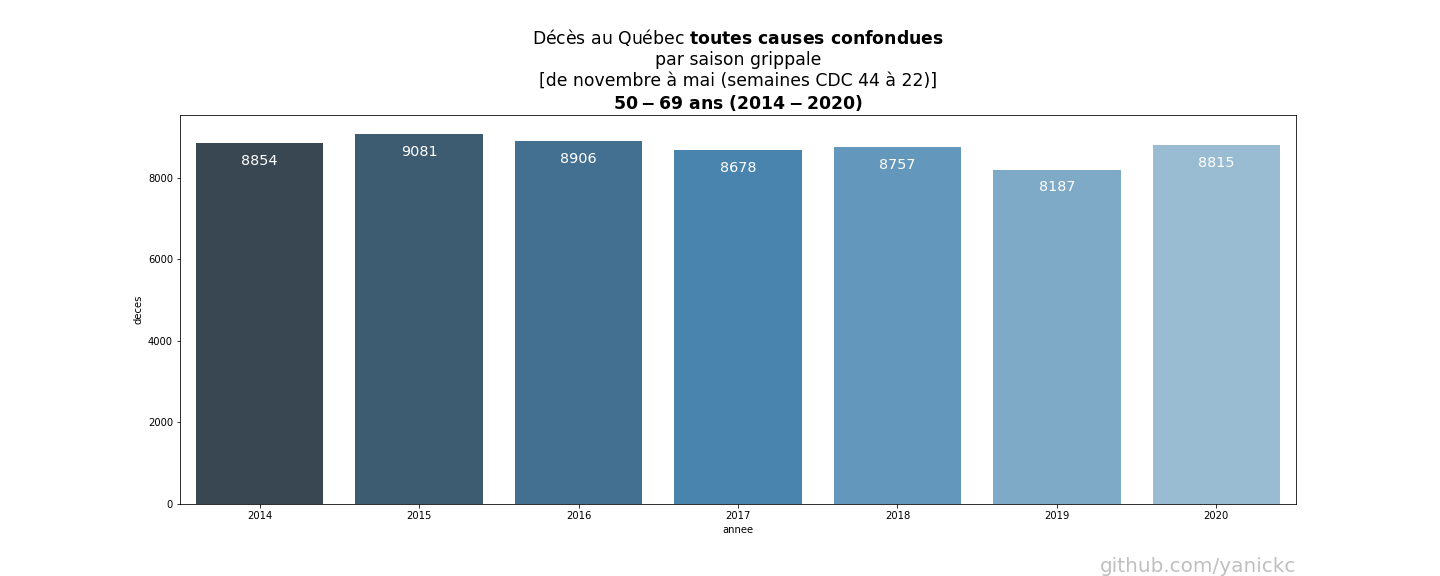 Décès au Québec toutes causes confondues
par saison grippale
[de novembre à mai (semaines CDC 44 à 22)]
50 – 69 ans (2014 – 2020)
8854
9081
8906
8678
8757
8187
8815
8000
6000
4000
2000
0
deces
2014
2015
2016
2017
2018
2019
2020
annee
github.com/yanickc